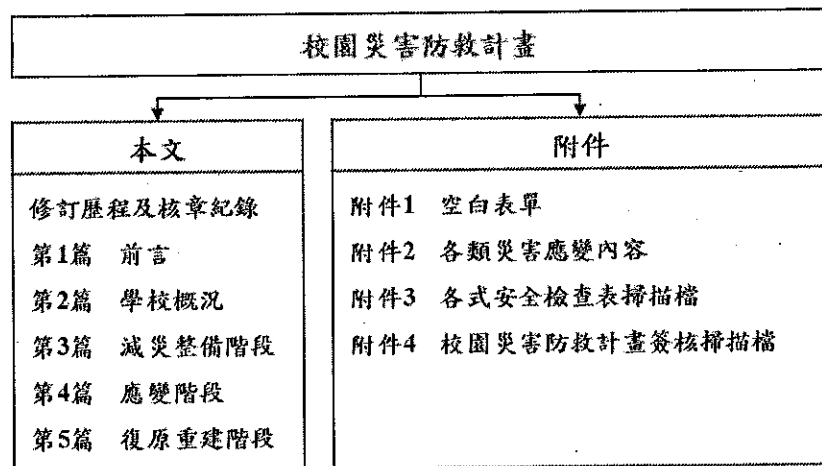 校園災害防救計畫
本文
修訂歷程及核章紀錄
第1篇 前言
第2篇 學校概況
第3篇 減災整備階段
第4篇 應變階段
第5篇 復原重建階段
附件
附件1 空白表單
附件2 各類災害應變內容
附件3 各式安全檢查表掃描檔
附件4 校園災害防救計畫簽核掃描檔